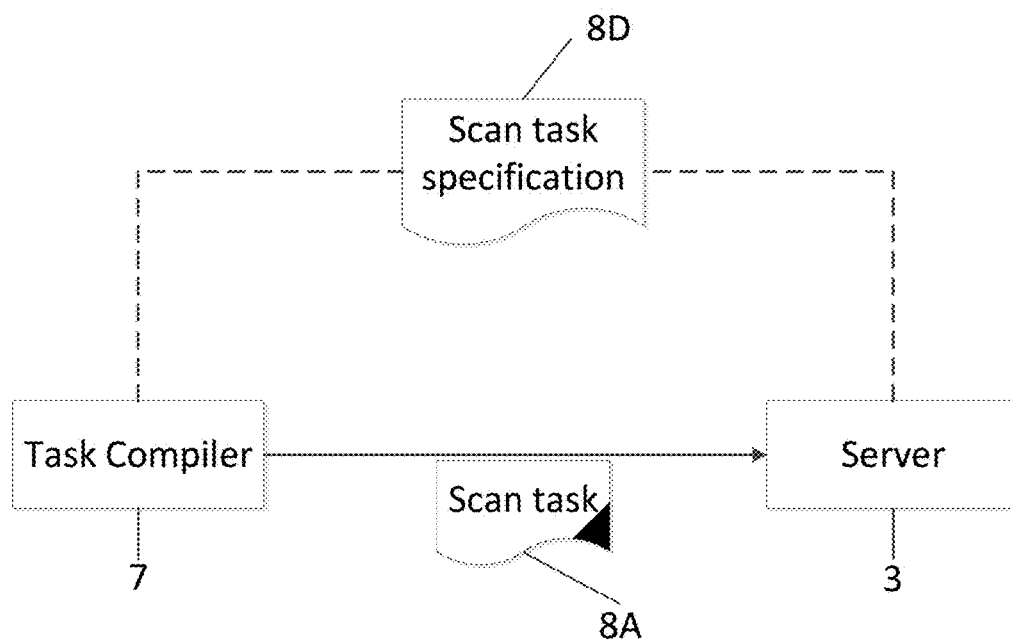 8D
Scan task
specification
Task Compiler
Server
Scan task
7
3
8A